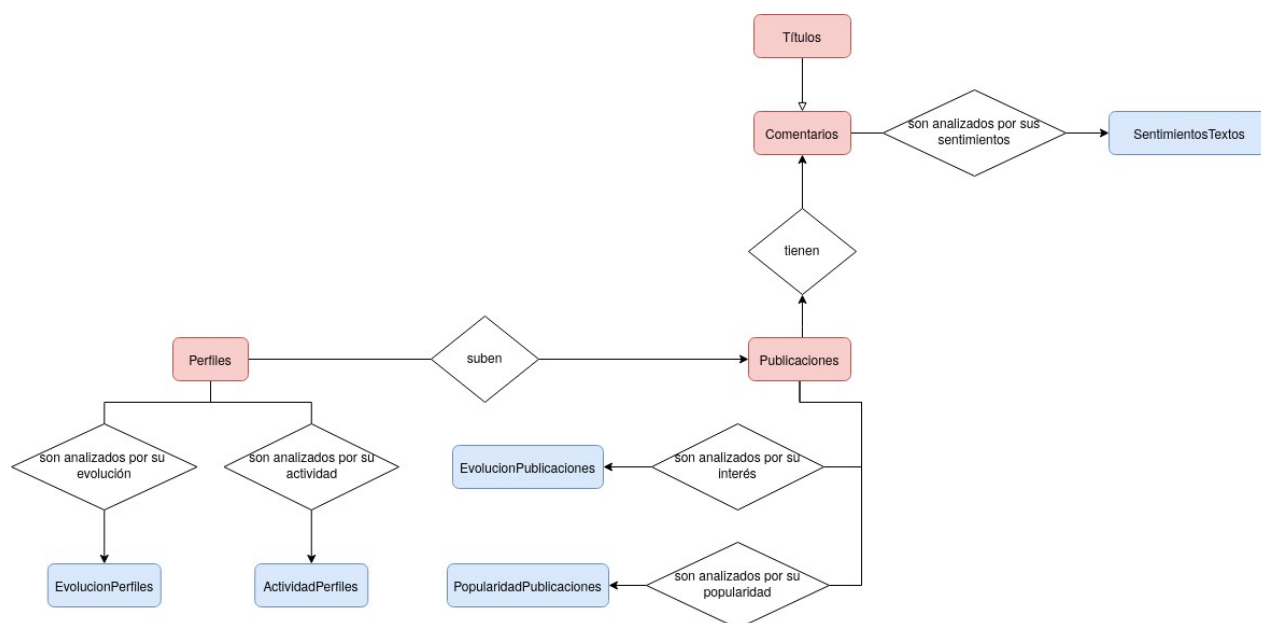 Títulos
Comentarios
son analizados por sus
sentimientos
SentimientosTextos
tienen
Perfiles
suben
Publicaciones
son analizados por su
evolución
son analizados por su
actividad
EvolucionPublicaciones
son analizados por su
interés
EvolucionPerfiles
ActividadPerfiles
PopularidadPublicaciones
son analizados por su
popularidad